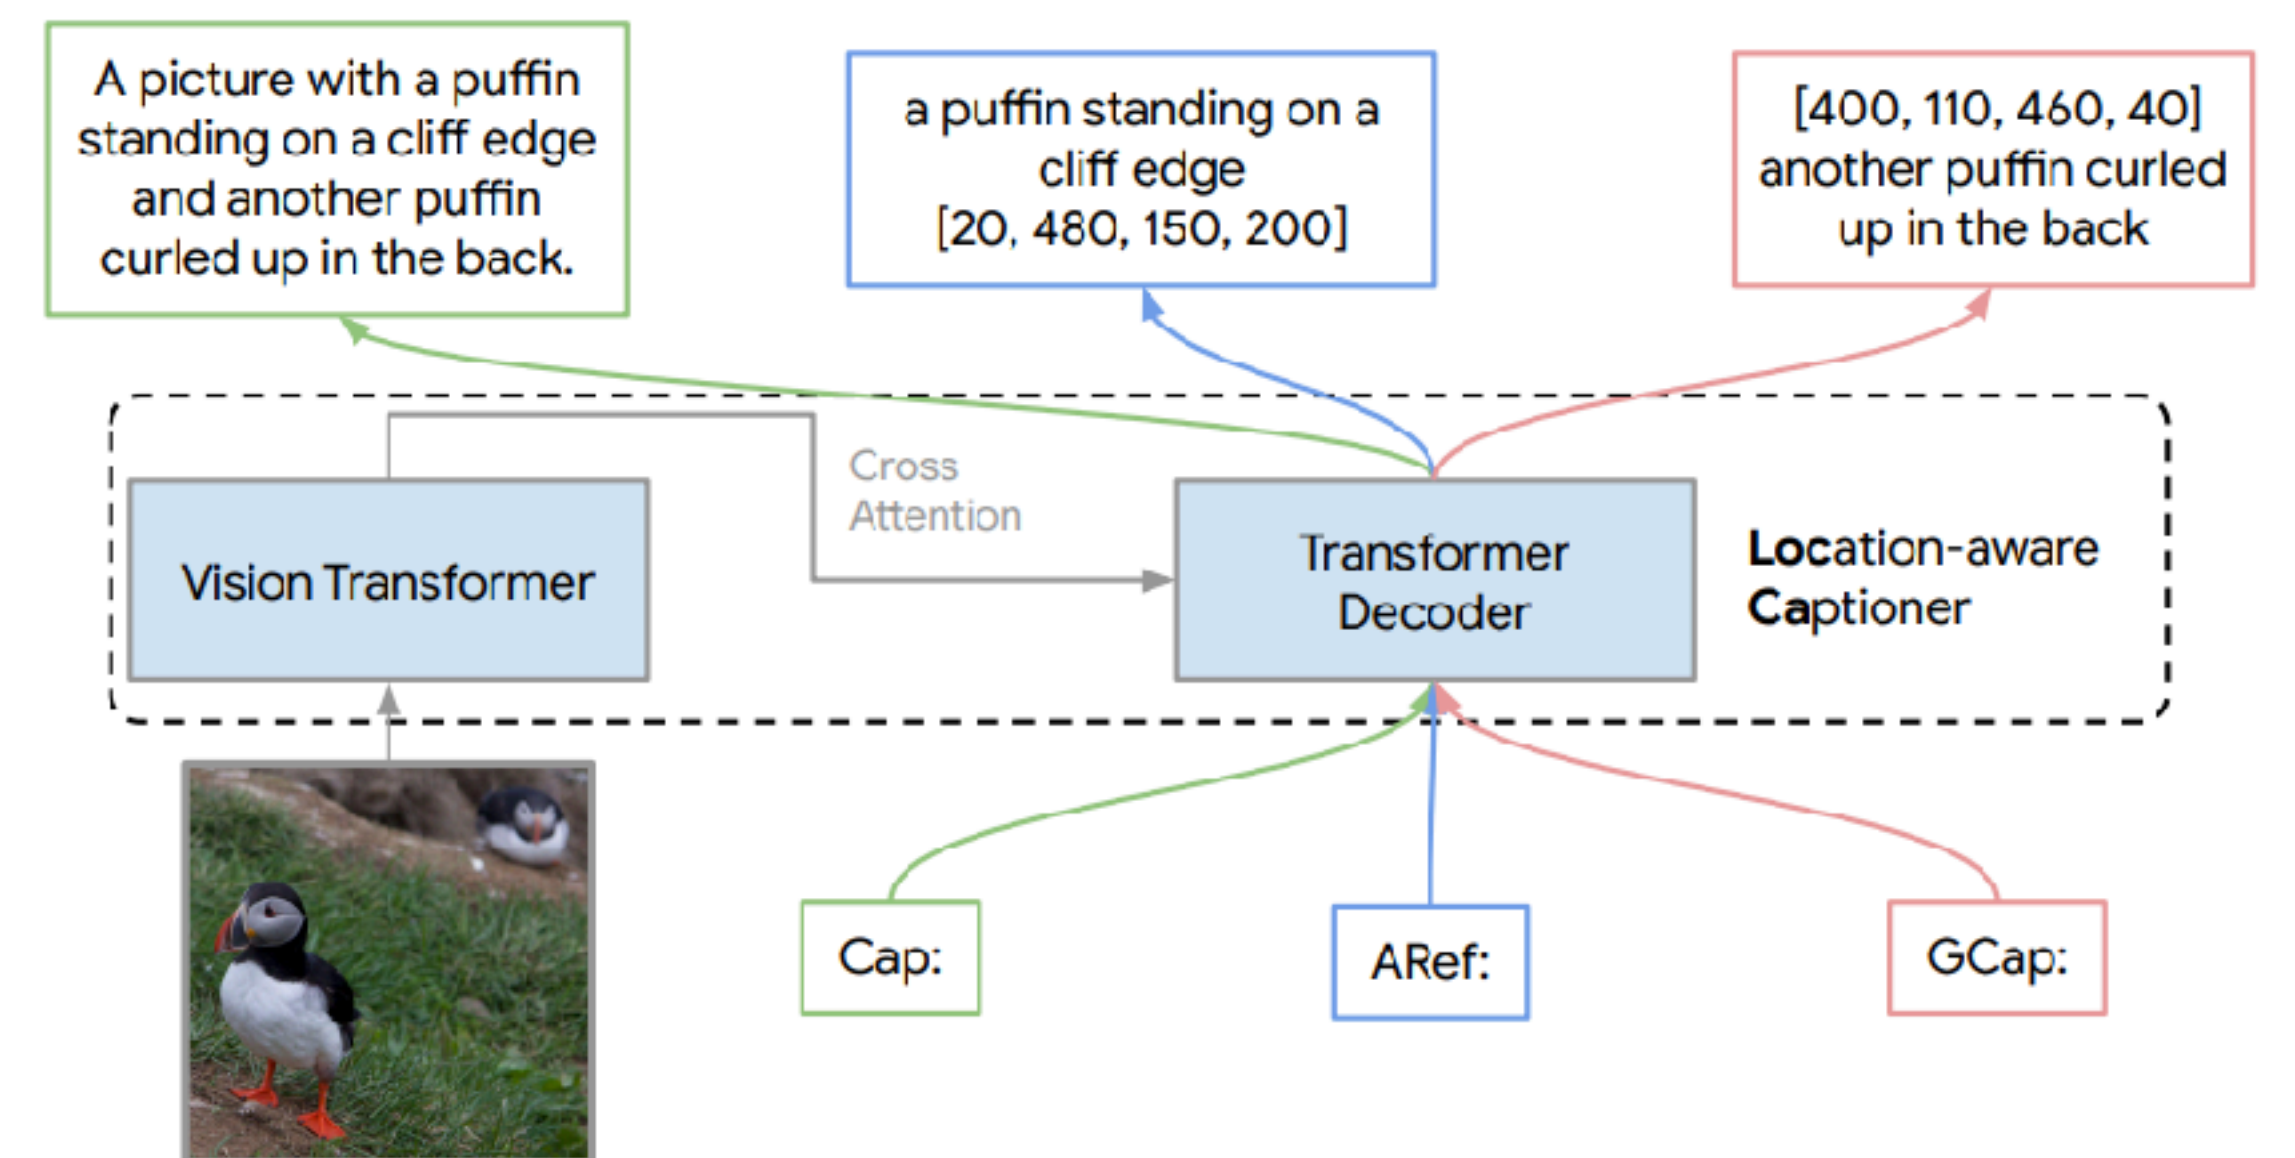 A picture with a puffin
standing on a cliff edge
and another puffin
curled up in the back.
a puffin standing on a
cliff edge
[20, 480, 150, 200]
[400, 110, 460, 40]
another puffin curled
up in the back
Cross
Attention
Vision Transformer
Transformer
Decoder
Location-aware
Captioner
Cap:
ARef:
GCap: